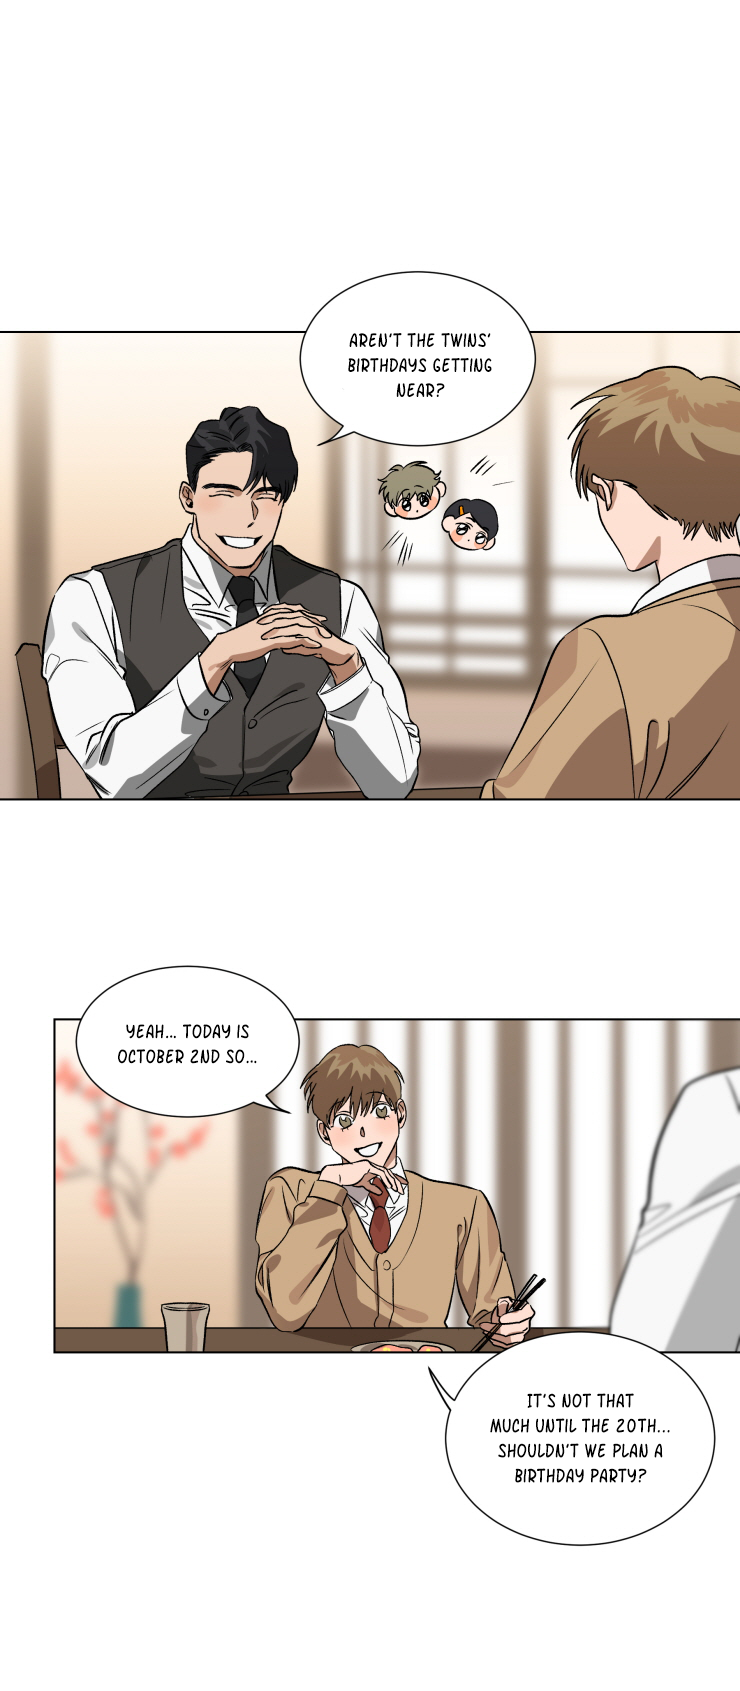 AREN'T THE TWINS'
BIRTHDAYS GETTING
NEAR?
YEAH... TODAY IS
OCTOBER 2ND SO...
IT'S NOT THAT
MUCH UNTIL THE 20TH...
SHOULDN'T WE PLAN A
BIRTHDAY PARTY?